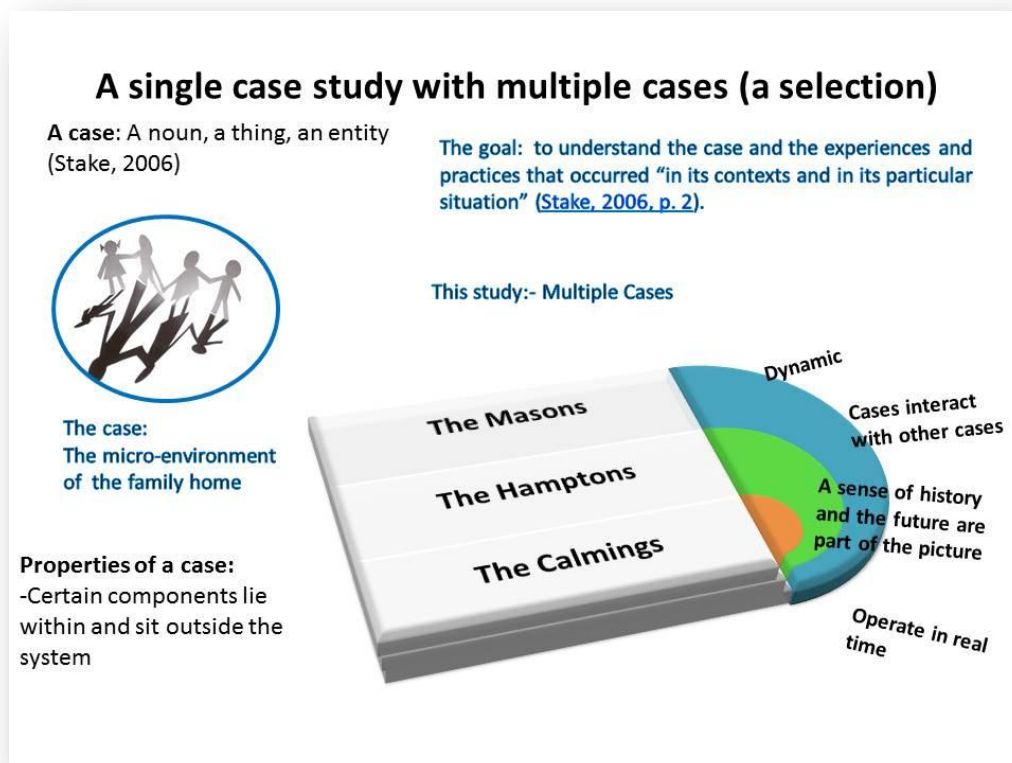 A single case study with multiple cases (a selection)
A case: A noun, a thing, an entity
(Stake, 2006)
The goal: to understand the case and the experiences and
practices that occurred “in its contexts and in its particular
situation” (Stake, 2006, p. 2).
This study:- Multiple Cases
The case:
The micro-environment
of the family home
Properties of a case:
-Certain components lie
within and sit outside the
system
The Masons
The Hamptons
The Calmings
Dynamic
Cases interact
with other cases
A sense of history
and the future are
part of the picture
Operate in real
time